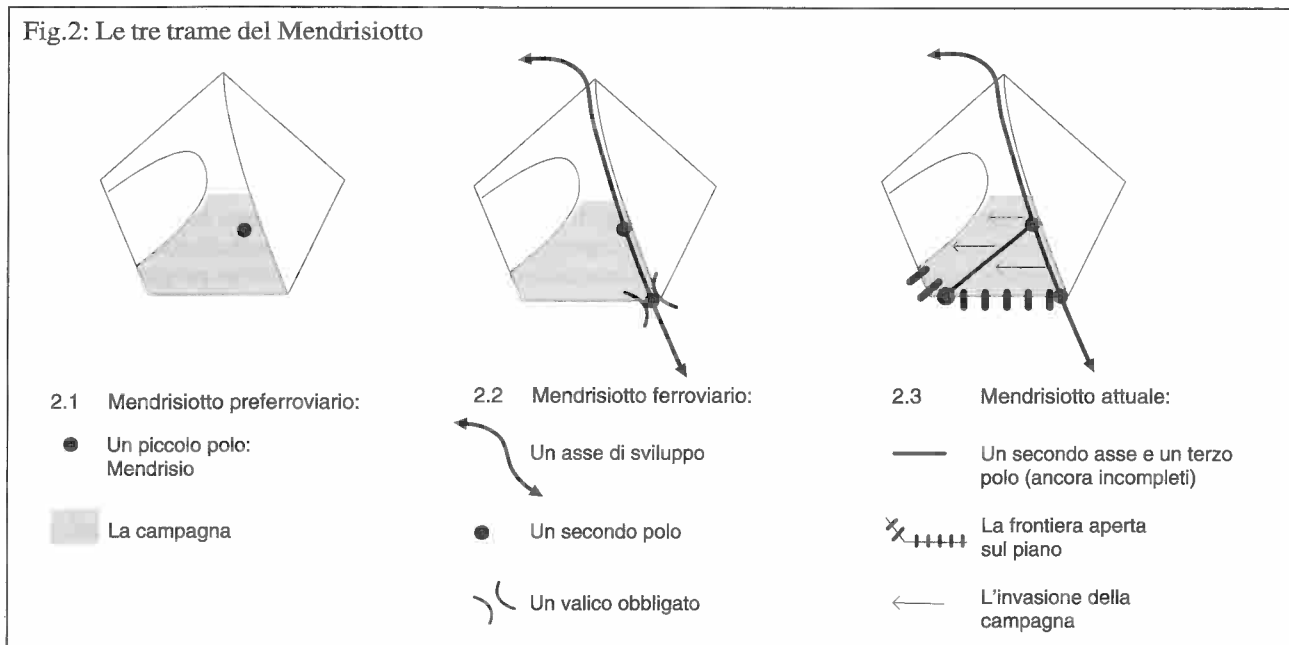 Fig.2: Le tre trame del Mendrisiotto
2.1 Mendrisiotto preferroviario:
Un piccolo polo:
Mendrisio
La campagna
2.2 Mendrisiotto ferroviario:
Un asse di sviluppo
Un secondo polo
Un valico obbligato
2.3 Mendrisiotto attuale:
Un secondo asse e un terzo
polo (ancora incompleti)
La frontiera aperta
sul piano
L'invasione della
campagna